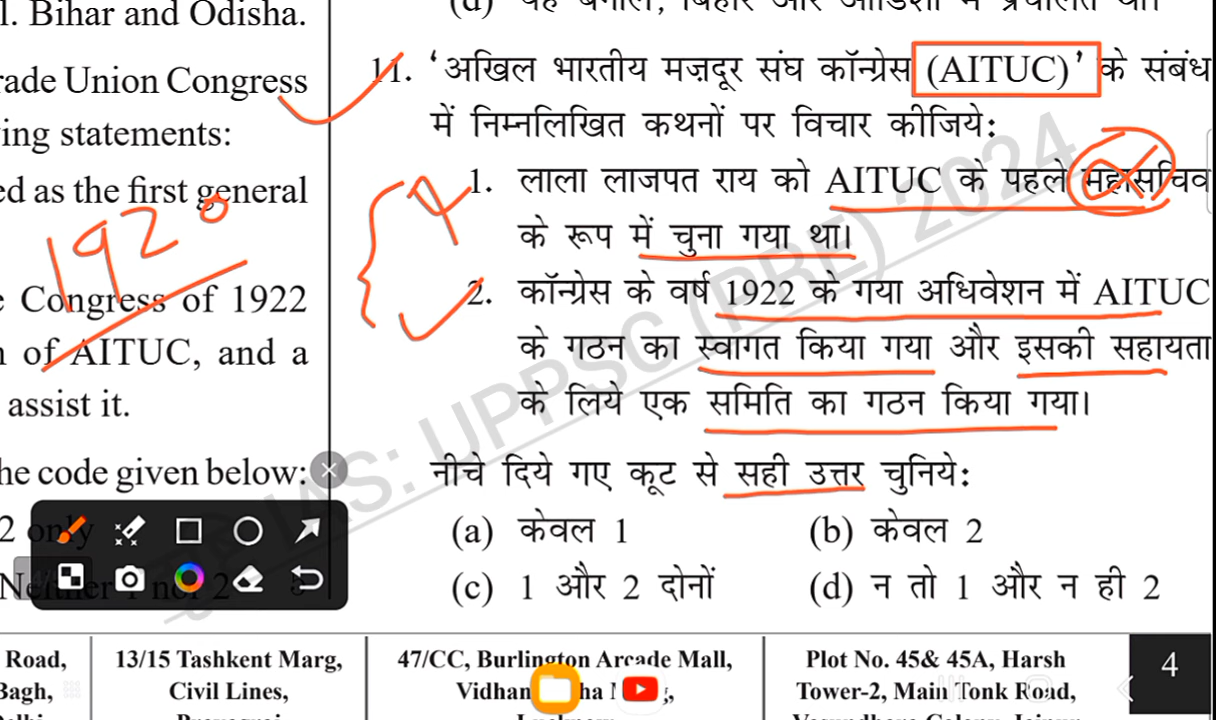 l. Bihar and Odisha.
rade Union Congress
ing statements:
ed as the first general
1920
e Congress of 1922
n of AITUC, and a
assist it.
he code given below:
2 only
11. 'अखिल भारतीय मज़दूर संघ कॉन्ग्रेस (AITUC)' के संबंध
में निम्नलिखित कथनों पर विचार कीजिये:
1. लाला लाजपत राय को AITUC के पहले महासचिव
के रूप में चुना गया था।
2. कॉन्ग्रेस के वर्ष 1922 के गया अधिवेशन में AITUC
के गठन का स्वागत किया गया और इसकी सहायता
के लिये एक समिति का गठन किया गया।
नीचे दिये गए कूट से सही उत्तर चुनिये:
(a) केवल 1 (b) केवल 2
(c) 1 और 2 दोनों (d) न तो 1 और न ही 2
IAS: UPPSC (PRE) 2024
Road,
Bagh,
13/15 Tashkent Marg,
Civil Lines,
47/CC, Burlington Arcade Mall,
Vidhan
Plot No. 45& 45A, Harsh
Tower-2, Main Tonk Road,
4